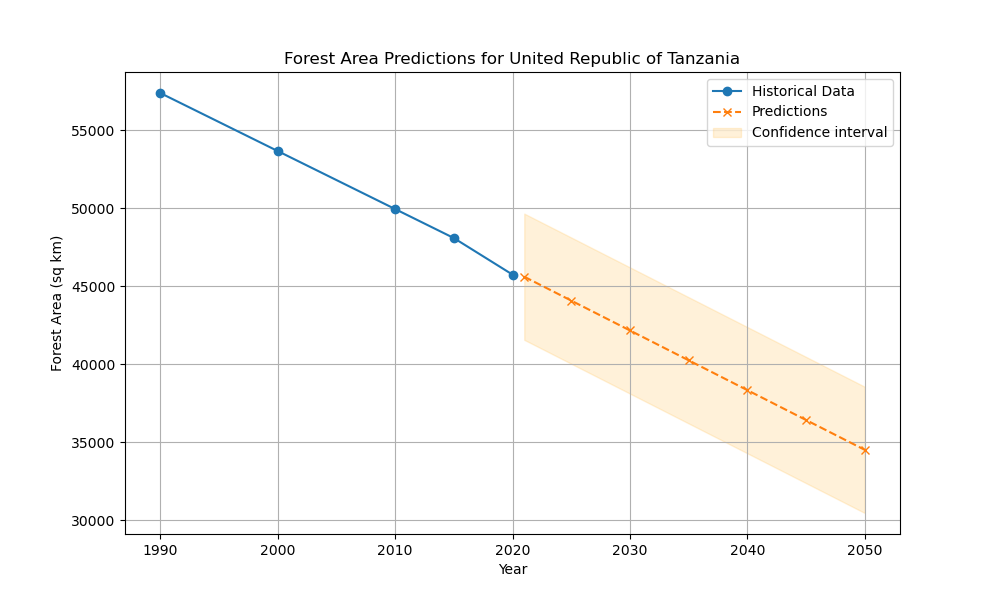 Forest Area Predictions for United Republic of Tanzania
Historical Data
Predictions
Confidence interval
Forest Area (sq km)
55000
50000
45000
40000
35000
30000
1990 2000 2010 2020 2030 2040 2050
Year